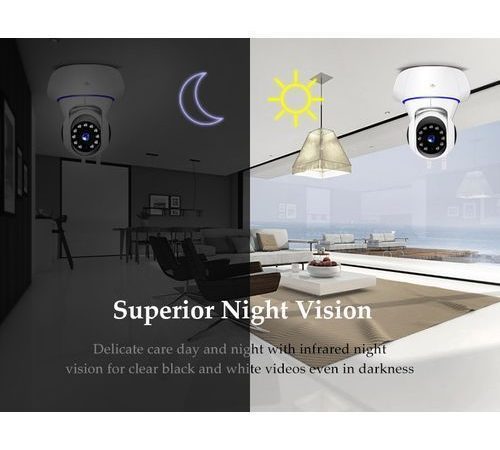 Superior Night Vision
Delicate care day and night with infrared night
vision for clear black and white videos even in darkness